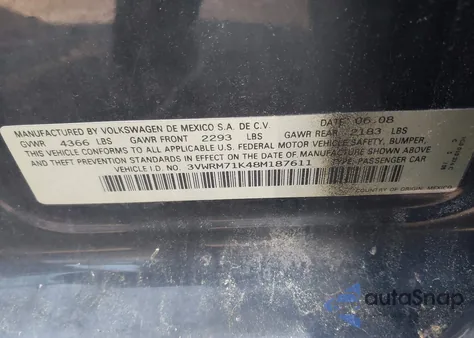 MANUFACTURED BY VOLKSWAGEN DE MEXICO S.A. DE C.V. DATE: 06.08
GVWR 4366 LBS GAWR FRONT 2293 LBS GAWR REAR 2183 LBS
THIS VEHICLE CONFORMS TO ALL APPLICABLE U.S. FEDERAL MOTOR VEHICLE SAFETY, BUMPER,
AND THEFT PREVENTION STANDARDS IN EFFECT ON THE DATE OF MANUFACTURE SHOWN ABOVE
VEHICLE I.D. NO. 3VWRM71K48M187611 TYPE: PASSENGER CAR
COUNTRY OF ORIGIN: MEXICO
autoSnap